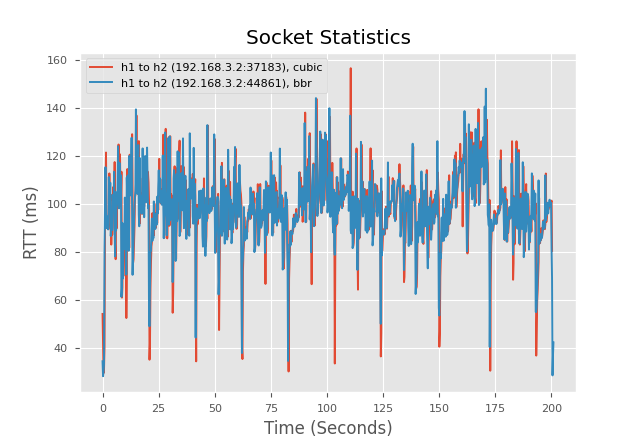 Socket Statistics
h1 to h2 (192.168.3.2:37183), cubic
h1 to h2 (192.168.3.2:44861), bbr
RTT (ms)
160
140
120
100
80
60
40
0 25 50 75 100 125 150 175 200
Time (Seconds)